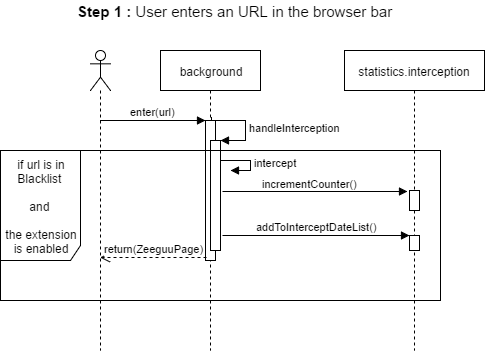 Step 1 : User enters an URL in the browser bar
background
statistics.interception
enter(url)
handleInterception
if url is in
Blacklist
and
the extension
is enabled
intercept
incrementCounter()
addToInterceptDateList()
return(ZeeguuPage)